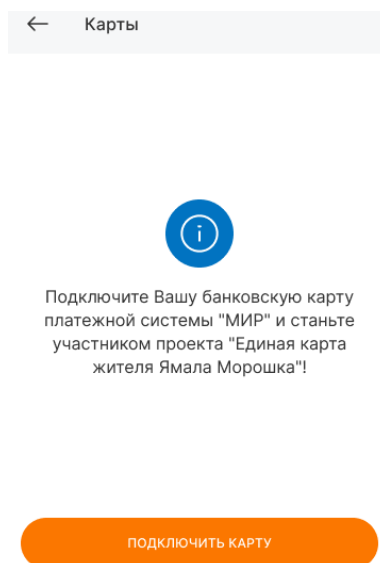 Карты
Подключите Вашу банковскую карту
платежной системы "МИР" и станьте
участником проекта "Единая карта
жителя Ямала Морошка"!
ПОДКЛЮЧИТЬ КАРТУ